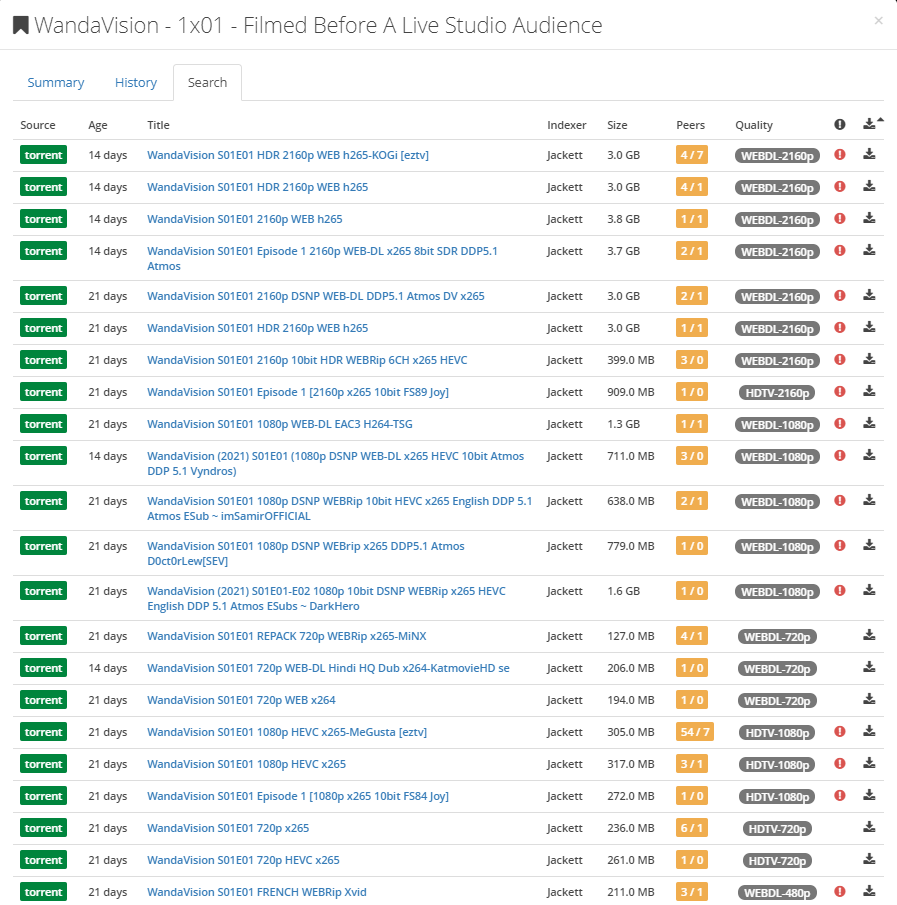 WandaVision - 1x01 - Filmed Before A Live Studio Audience ×
Summary History Search
Source Age Title Indexer Size Peers Quality
torrent 14 days WandaVision S01E01 HDR 2160p WEB h265-KOGi [eztv] Jackett 3.0 GB 4 / 7 WEBDL-2160p
torrent 14 days WandaVision S01E01 HDR 2160p WEB h265 Jackett 3.0 GB 4 / 1 WEBDL-2160p
torrent 14 days WandaVision S01E01 2160p WEB h265 Jackett 3.8 GB 1 / 1 WEBDL-2160p
torrent 14 days WandaVision S01E01 Episode 1 2160p WEB-DL x265 8bit SDR DDP5.1 Jackett 3.7 GB 2 / 1 WEBDL-2160p
Atmos
torrent 21 days WandaVision S01E01 2160p DSNP WEB-DL DDP5.1 Atmos DV x265 Jackett 3.0 GB 2 / 1 WEBDL-2160p
torrent 21 days WandaVision S01E01 HDR 2160p WEB h265 Jackett 3.0 GB 1 / 1 WEBDL-2160p
torrent 21 days WandaVision S01E01 2160p 10bit HDR WEBRip 6CH x265 HEVC Jackett 399.0 MB 3 / 0 WEBDL-2160p
torrent 21 days WandaVision S01E01 Episode 1 [2160p x265 10bit FS89 Joy] Jackett 909.0 MB 1 / 0 HDTV-2160p
torrent 21 days WandaVision S01E01 1080p WEB-DL EAC3 H264-TSG Jackett 1.3 GB 1 / 1 WEBDL-1080p
torrent 14 days WandaVision (2021) S01E01 (1080p DSNP WEB-DL x265 HEVC 10bit Atmos Jackett 711.0 MB 3 / 0 WEBDL-1080p
DDP 5.1 Vyndros)
torrent 21 days WandaVision S01E01 1080p DSNP WEBRip 10bit HEVC x265 English DDP 5.1 Jackett 638.0 MB 2 / 1 WEBDL-1080p
Atmos ESub ~ imSamirOFFICIAL
torrent 21 days WandaVision S01E01 1080p DSNP WEBrip x265 DDP5.1 Atmos Jackett 779.0 MB 1 / 0 WEBDL-1080p
D0ct0rLew[SEV]
torrent 21 days WandaVision (2021) S01E01-E02 1080p 10bit DSNP WEBRip x265 HEVC Jackett 1.6 GB 1 / 0 WEBDL-1080p
English DDP 5.1 Atmos ESubs ~ DarkHero
torrent 21 days WandaVision S01E01 REPACK 720p WEBRip x265-MiNX Jackett 127.0 MB 4 / 1 WEBDL-720p
torrent 14 days WandaVision S01E01 720p WEB-DL Hindi HQ Dub x264-KatmovieHD se Jackett 206.0 MB 1 / 0 WEBDL-720p
torrent 21 days WandaVision S01E01 720p WEB x264 Jackett 194.0 MB 1 / 0 WEBDL-720p
torrent 21 days WandaVision S01E01 1080p HEVC x265-MeGusta [eztv] Jackett 305.0 MB 54 / 7 HDTV-1080p
torrent 21 days WandaVision S01E01 1080p HEVC x265 Jackett 317.0 MB 3 / 1 HDTV-1080p
torrent 21 days WandaVision S01E01 Episode 1 [1080p x265 10bit FS84 Joy] Jackett 272.0 MB 1 / 0 HDTV-1080p
torrent 21 days WandaVision S01E01 720p x265 Jackett 236.0 MB 6 / 1 HDTV-720p
torrent 21 days WandaVision S01E01 720p HEVC x265 Jackett 261.0 MB 1 / 0 HDTV-720p
torrent 21 days WandaVision S01E01 FRENCH WEBRip Xvid Jackett 211.0 MB 3 / 1 WEBDL-480p